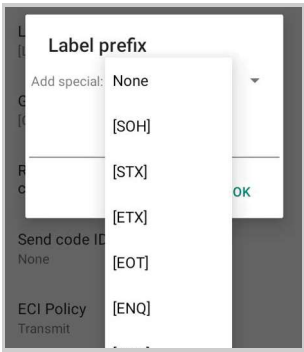 Label prefix
Add special: None
[SOH]
[STX]
OK
[ETX]
Send code ID
None
[EOT]
ECI Policy
[ENQ]
Transmit